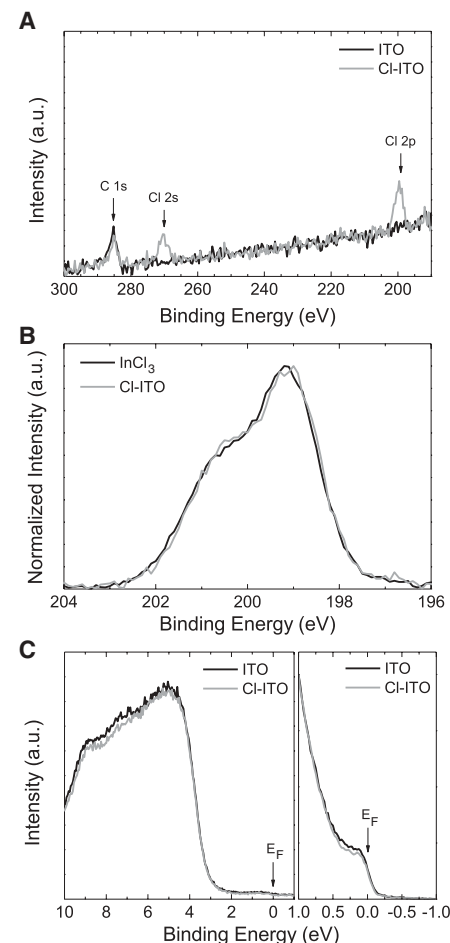 A
Intensity (a.u.)
ITO
Cl-ITO
C 1s
Cl 2s
Cl 2p
300 280 260 240 220 200
Binding Energy (eV)
B
Normalized Intensity (a.u.)
InCl3
Cl-ITO
204 202 200 198 196
Binding Energy (eV)
C
Intensity (a.u.)
ITO
Cl-ITO
EF
10 8 6 4 2 0
ITO
Cl-ITO
EF
1.0 0.5 0.0 -0.5 -1.0
Binding Energy (eV)